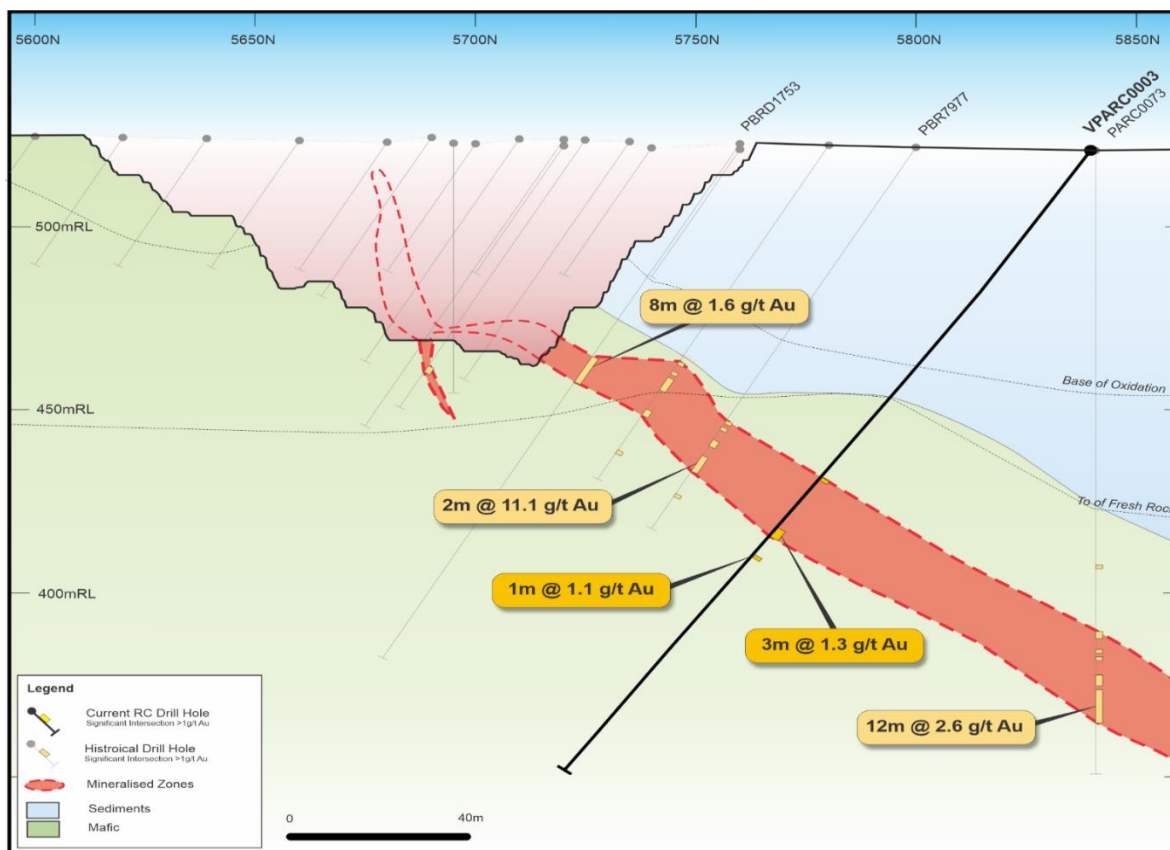 5600N
5650N
5700N
5750N
5800N
5850N
PBRD1753
PBR7977
VPARC0003
PARC0073
500mRL
450mRL
400mRL
8m @ 1.6 g/t Au
Base of Oxidation
2m @ 11.1 g/t Au
To of Fresh Rock
1m @ 1.1 g/t Au
3m @ 1.3 g/t Au
12m @ 2.6 g/t Au
Legend
Current RC Drill Hole
Significant Intersection >1g/t Au
Histroical Drill Hole
Significant Intersection >1g/t Au
Mineralised Zones
Sediments
Mafic
0
40m